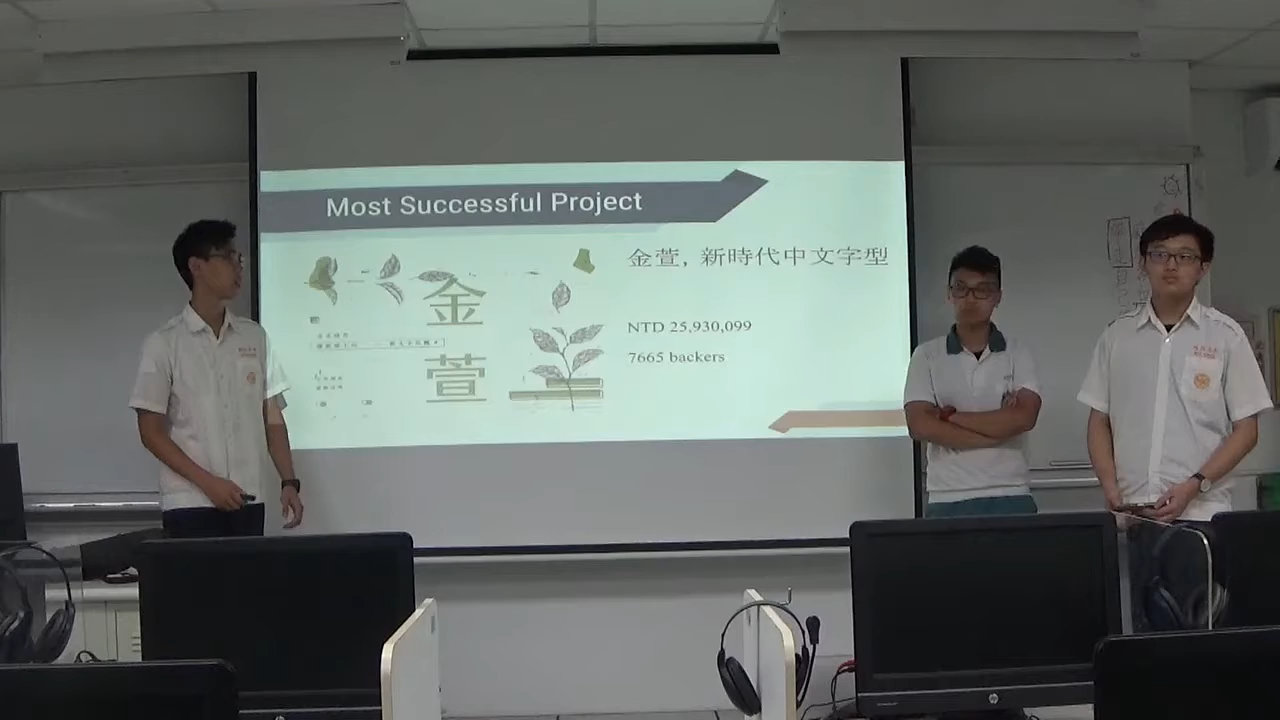 Most Successful Project
金萱, 新時代中文字型
金
萱
NTD 25,930,099
7665 backers
hp